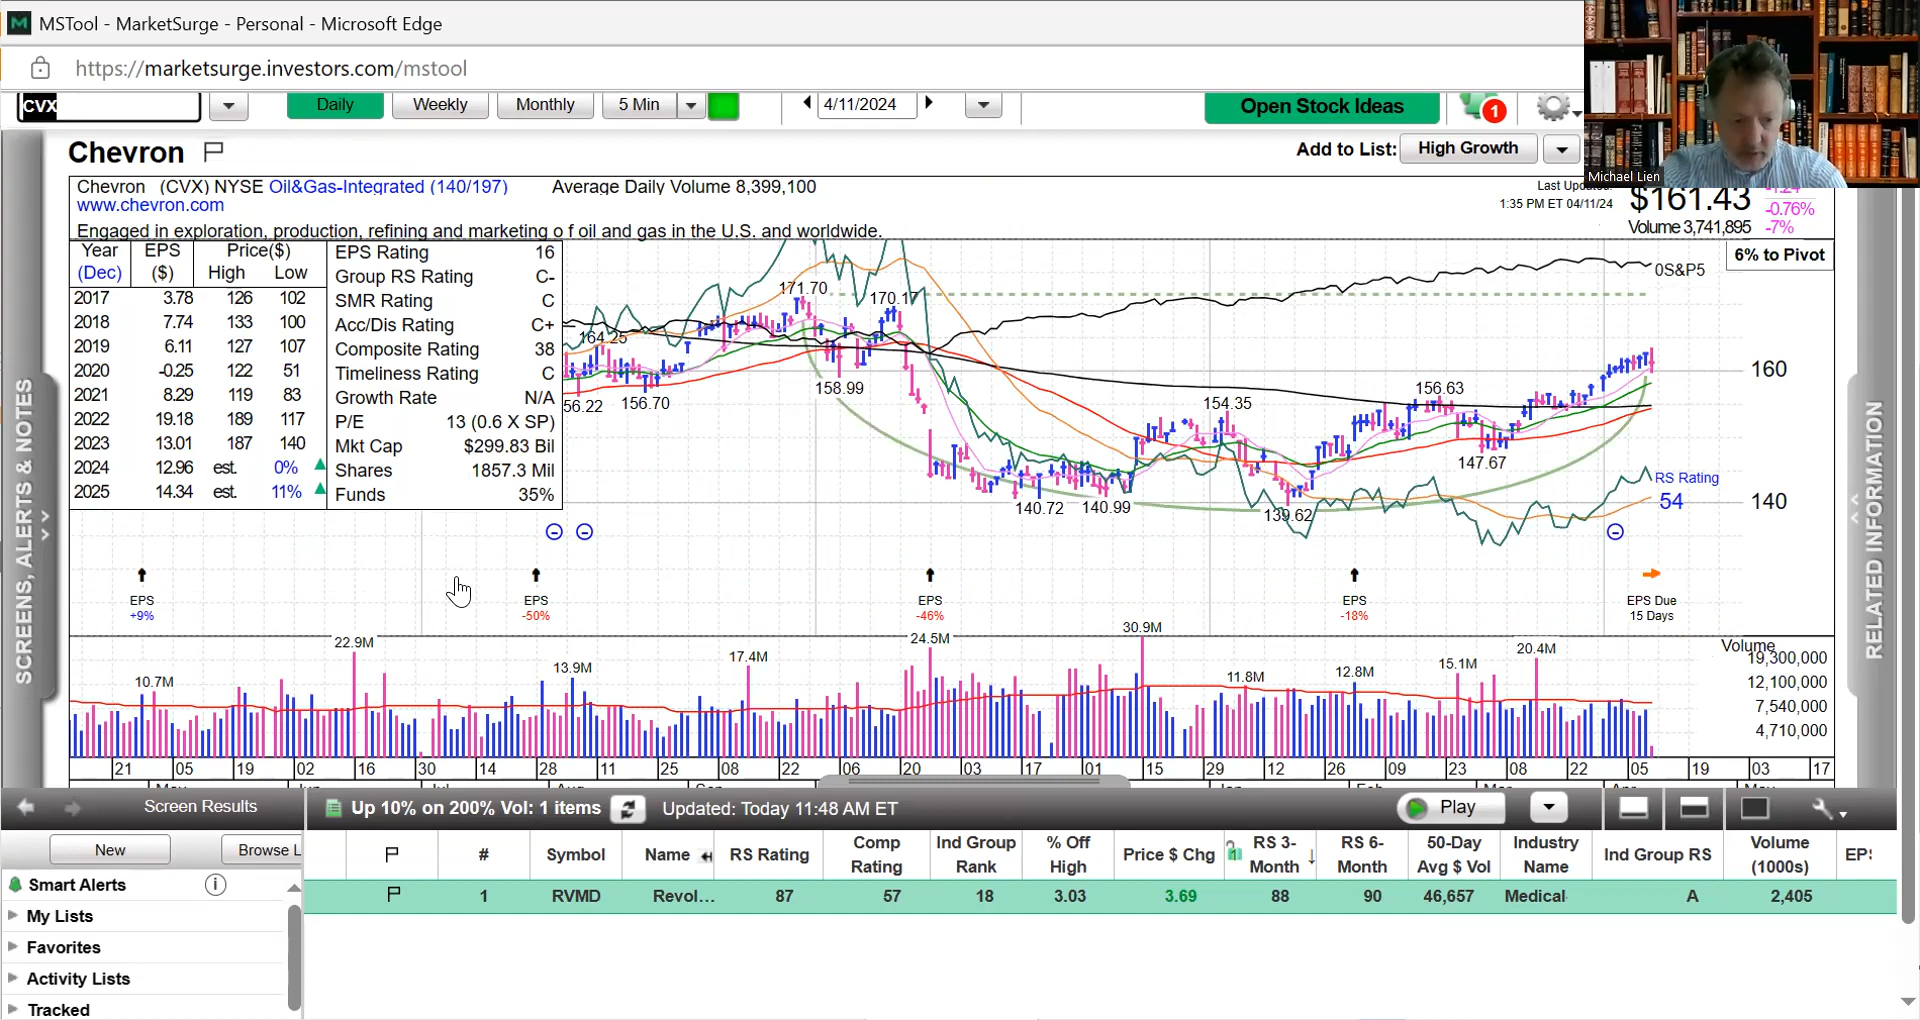 MSTool - MarketSurge - Personal - Microsoft Edge
https://marketsurge.investors.com/mstool
CVX Daily Weekly Monthly 5 Min 4/11/2024 Open Stock Ideas 1
Chevron Add to List: High Growth
Michael Lien
Chevron (CVX) NYSE Oil&Gas-Integrated (140/197) Average Daily Volume 8,399,100
www.chevron.com
Engaged in exploration, production, refining and marketing o f oil and gas in the U.S. and worldwide.
1:35 PM ET 04/11/24
$161.43 -0.76%
Volume 3,741,895 -7%
6% to Pivot
Year EPS Price($)
(Dec) ($) High Low
2017 3.78 126 102
2018 7.74 133 100
2019 6.11 127 107
2020 -0.25 122 51
2021 8.29 119 83
2022 19.18 189 117
2023 13.01 187 140
2024 12.96 est. 0%
2025 14.34 est. 11%
EPS Rating 16
Group RS Rating C-
SMR Rating C
Acc/Dis Rating C+
Composite Rating 38
Timeliness Rating C
Growth Rate N/A
P/E 13 (0.6 X SP)
Mkt Cap $299.83 Bil
Shares 1857.3 Mil
Funds 35%
0S&P5
171.70 170.17
164.25
160
158.99
156.63
56.22 156.70 154.35
147.67
RS Rating
54
140
140.72 140.99 139.62
EPS EPS EPS EPS EPS Due
+9% -50% -46% -18% 15 Days
30.9M
22.9M 24.5M 20.4M Volume
17.4M 13.9M 15.1M 19,300,000
10.7M 11.8M 12.8M 12,100,000
7,540,000
4,710,000
21 05 19 02 16 30 14 28 11 25 08 22 06 20 03 17 01 15 29 12 26 09 23 08 22 05 19 03 17
SCREENS, ALERTS & NOTES
RELATED INFORMATION
Screen Results Up 10% on 200% Vol: 1 items Updated: Today 11:48 AM ET Play
New Browse L
# Symbol Name RS Rating Comp Rating Ind Group Rank % Off High Price $ Chg RS 3-Month RS 6-Month 50-Day Avg $ Vol Industry Name Ind Group RS Volume (1000s)
1 RVMD Revol... 87 57 18 3.03 3.69 88 90 46,657 Medical A 2,405
Smart Alerts
My Lists
Favorites
Activity Lists
Tracked